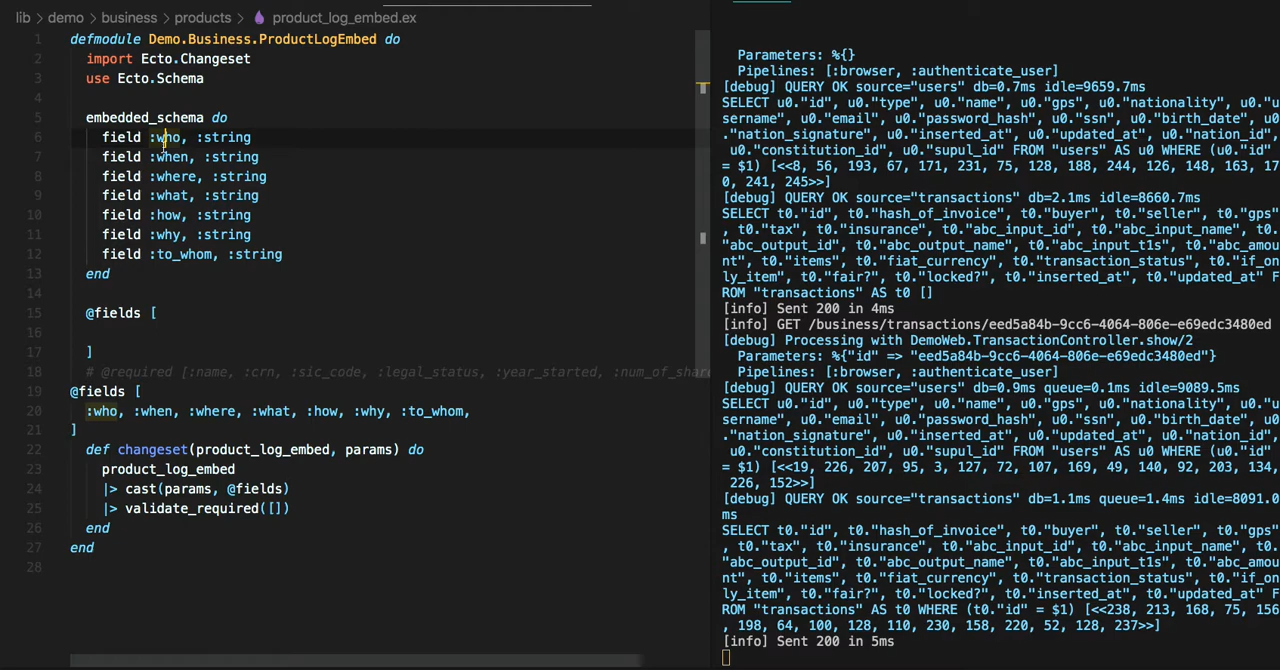 lib > demo > business > products > product_log_embed.ex
1 defmodule Demo.Business.ProductLogEmbed do
2 import Ecto.Changeset
3 use Ecto.Schema
4
5 embedded_schema do
6 field :who, :string
7 field :when, :string
8 field :where, :string
9 field :what, :string
10 field :how, :string
11 field :why, :string
12 field :to_whom, :string
13 end
14
15 @fields [
16
17 ]
18 # @required [:name, :crn, :sic_code, :legal_status, :year_started, :num_of_shar
19 @fields [
20 :who, :when, :where, :what, :how, :why, :to_whom,
21 ]
22 def changeset(product_log_embed, params) do
23 product_log_embed
24 |> cast(params, @fields)
25 |> validate_required([])
26 end
27 end
28
Parameters: %{}
Pipelines: [:browser, :authenticate_user]
[debug] QUERY OK source="users" db=0.7ms idle=9659.7ms
SELECT u0."id", u0."type", u0."name", u0."gps", u0."nationality", u0."u
sername", u0."email", u0."password_hash", u0."ssn", u0."birth_date", u0
."nation_signature", u0."inserted_at", u0."updated_at", u0."nation_id",
u0."constitution_id", u0."supul_id" FROM "users" AS u0 WHERE (u0."id"
= $1) [<<8, 56, 193, 67, 171, 231, 75, 128, 188, 244, 126, 148, 163, 17
0, 241, 245>>]
[debug] QUERY OK source="transactions" db=2.1ms idle=8660.7ms
SELECT t0."id", t0."hash_of_invoice", t0."buyer", t0."seller", t0."gps"
, t0."tax", t0."insurance", t0."abc_input_id", t0."abc_input_name", t0.
"abc_output_id", t0."abc_output_name", t0."abc_input_t1s", t0."abc_amou
nt", t0."items", t0."fiat_currency", t0."transaction_status", t0."if_on
ly_item", t0."fair?", t0."locked?", t0."inserted_at", t0."updated_at" F
ROM "transactions" AS t0 []
[info] Sent 200 in 4ms
[info] GET /business/transactions/eed5a84b-9cc6-4064-806e-e69edc3480ed
[debug] Processing with DemoWeb.TransactionController.show/2
Parameters: %{"id" => "eed5a84b-9cc6-4064-806e-e69edc3480ed"}
Pipelines: [:browser, :authenticate_user]
[debug] QUERY OK source="users" db=0.9ms queue=0.1ms idle=9089.5ms
SELECT u0."id", u0."type", u0."name", u0."gps", u0."nationality", u0."u
sername", u0."email", u0."password_hash", u0."ssn", u0."birth_date", u0
."nation_signature", u0."inserted_at", u0."updated_at", u0."nation_id",
u0."constitution_id", u0."supul_id" FROM "users" AS u0 WHERE (u0."id"
= $1) [<<19, 226, 207, 95, 3, 127, 72, 107, 169, 49, 140, 92, 203, 134,
226, 152>>]
[debug] QUERY OK source="transactions" db=1.1ms queue=1.4ms idle=8091.0
ms
SELECT t0."id", t0."hash_of_invoice", t0."buyer", t0."seller", t0."gps"
, t0."tax", t0."insurance", t0."abc_input_id", t0."abc_input_name", t0.
"abc_output_id", t0."abc_output_name", t0."abc_input_t1s", t0."abc_amou
nt", t0."items", t0."fiat_currency", t0."transaction_status", t0."if_on
ly_item", t0."fair?", t0."locked?", t0."inserted_at", t0."updated_at" F
ROM "transactions" AS t0 WHERE (t0."id" = $1) [<<238, 213, 168, 75, 156
, 198, 64, 100, 128, 110, 230, 158, 220, 52, 128, 237>>]
[info] Sent 200 in 5ms